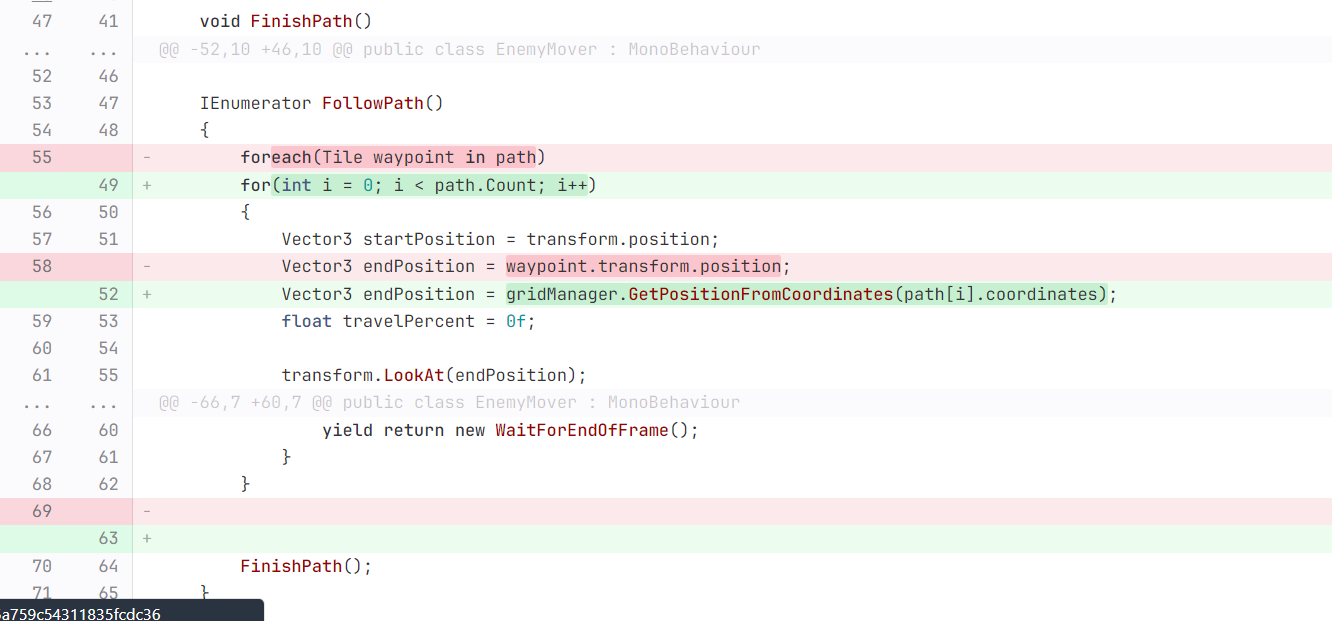 47 41 void FinishPath()
... ... @@ -52,10 +46,10 @@ public class EnemyMover : MonoBehaviour
52 46
53 47 IEnumerator FollowPath()
54 48 {
55 - foreach(Tile waypoint in path)
49 + for(int i = 0; i < path.Count; i++)
56 50 {
57 51 Vector3 startPosition = transform.position;
58 - Vector3 endPosition = waypoint.transform.position;
52 + Vector3 endPosition = gridManager.GetPositionFromCoordinates(path[i].coordinates);
59 53 float travelPercent = 0f;
60 54
61 55 transform.LookAt(endPosition);
... ... @@ -66,7 +60,7 @@ public class EnemyMover : MonoBehaviour
66 60 yield return new WaitForEndOfFrame();
67 61 }
68 62 }
69 -
63 +
70 64 FinishPath();
71 65 }
a759c54311835fcdc36